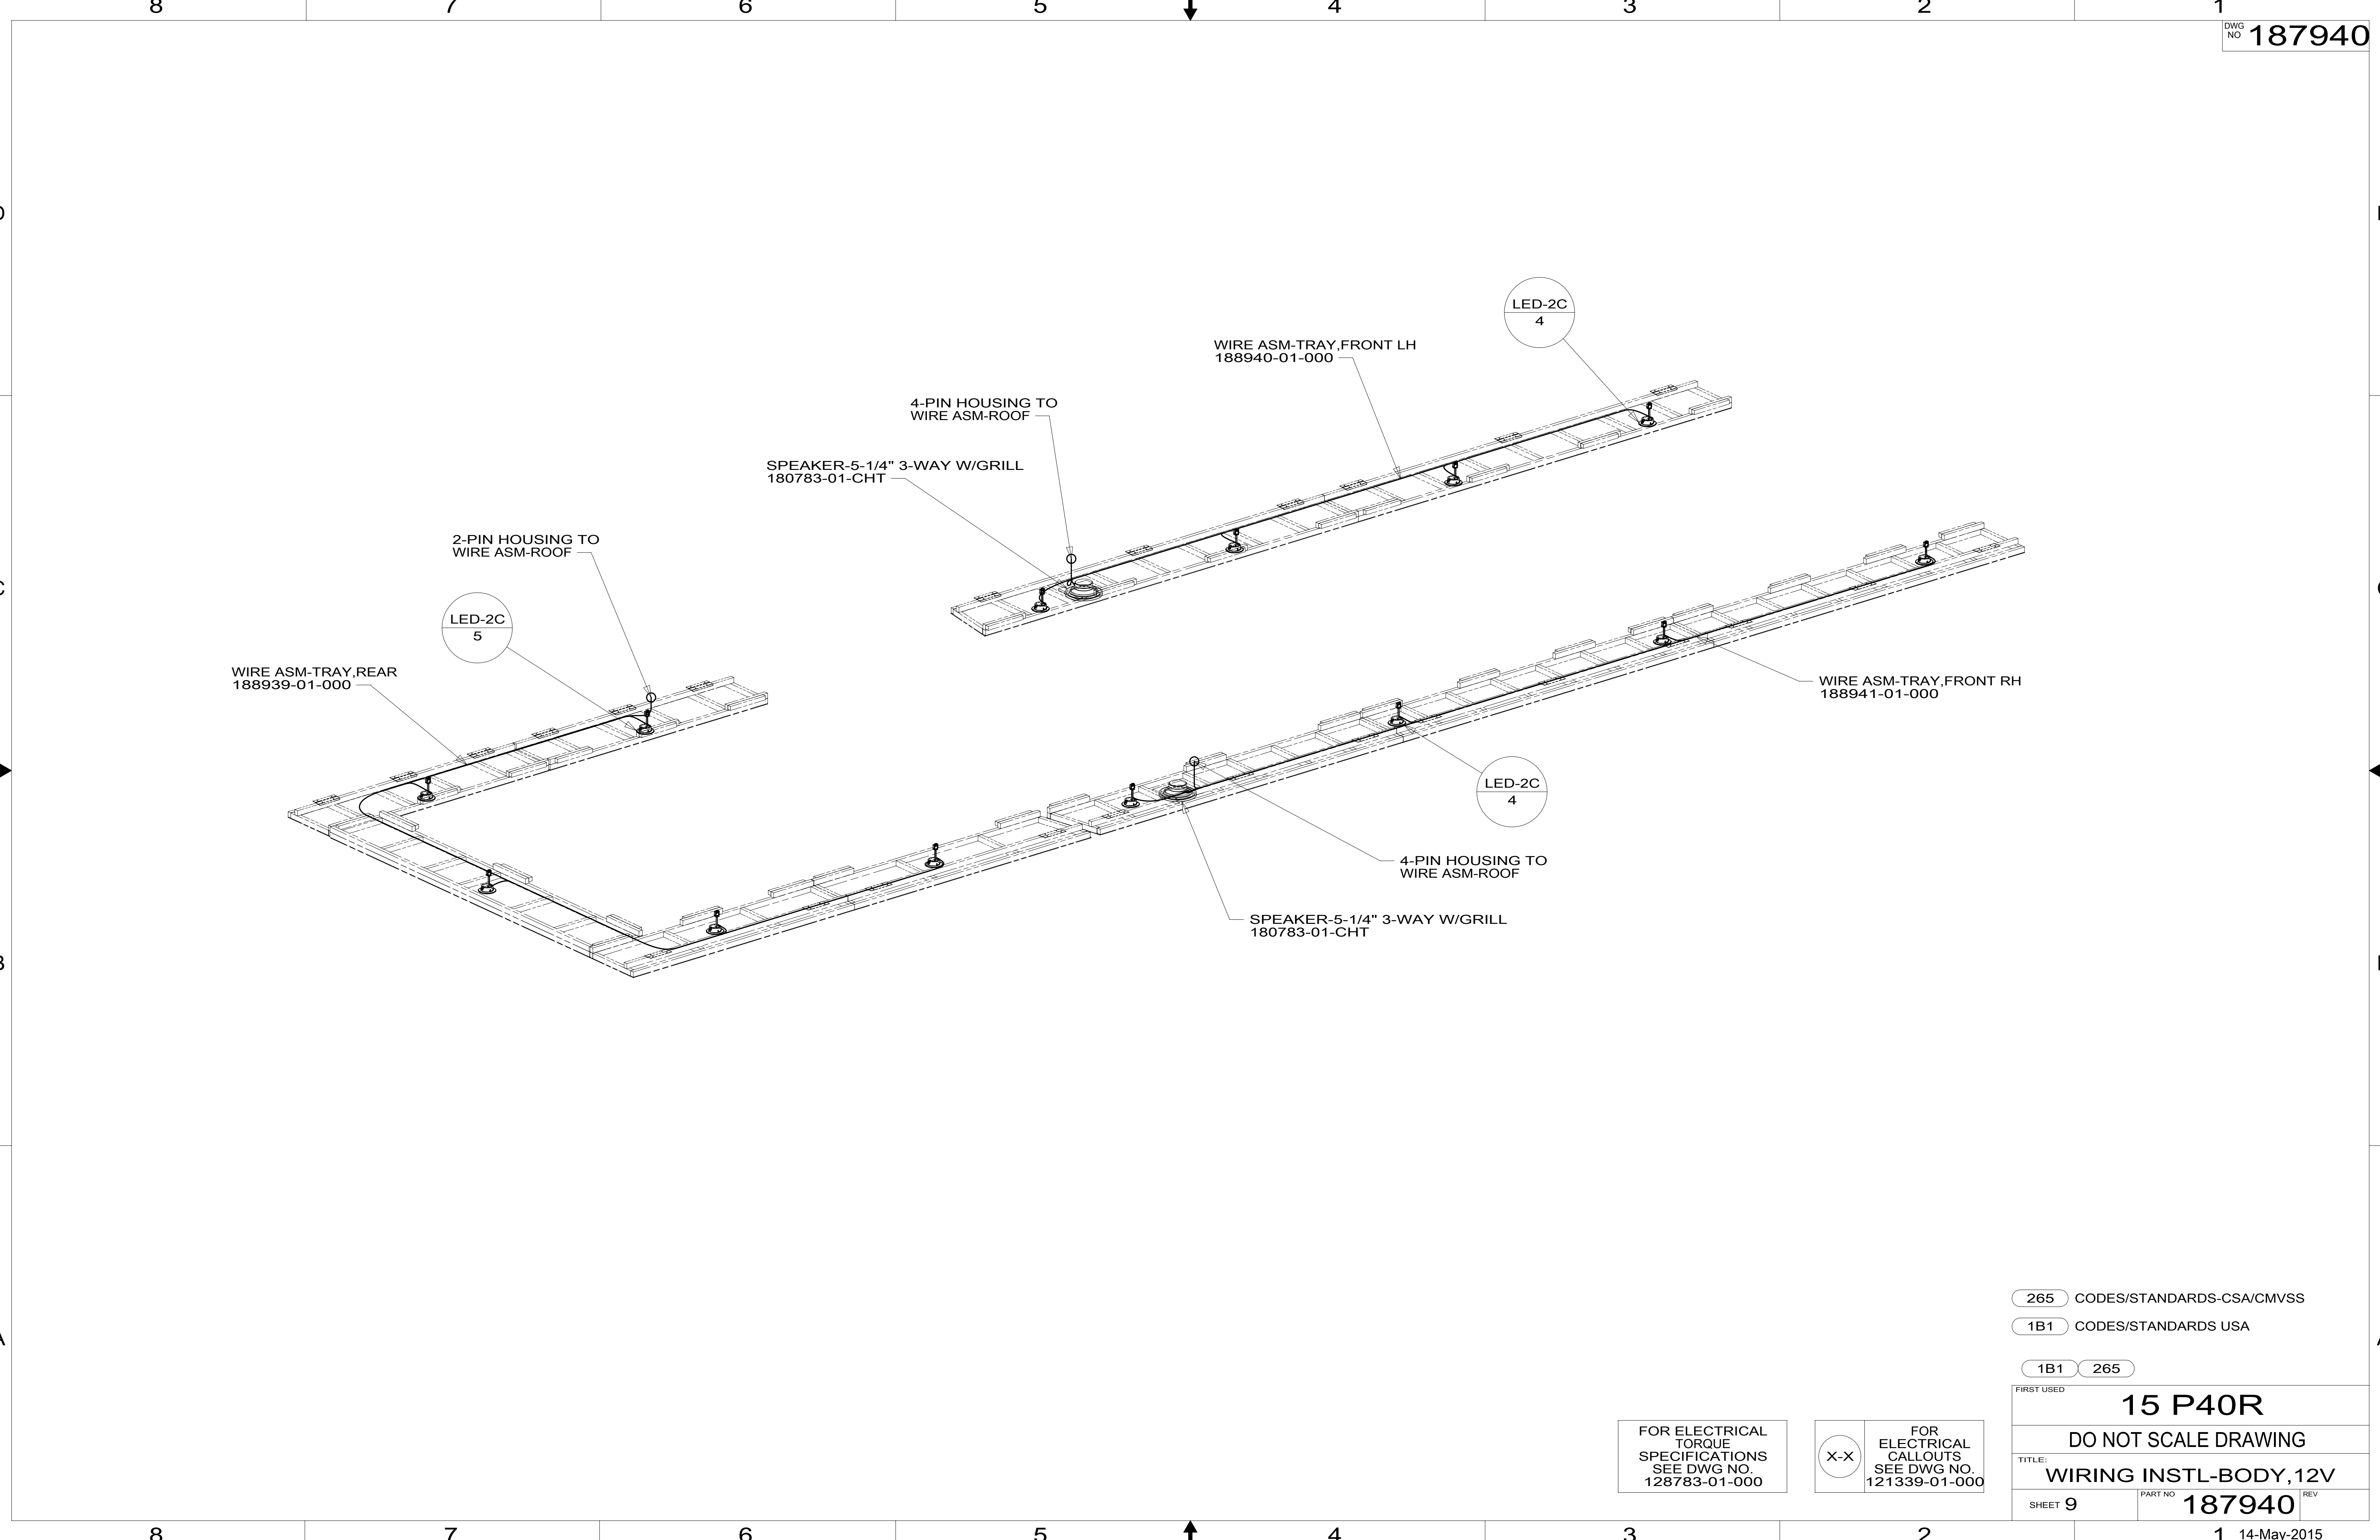 8 7 6 5 4 3 2 1
DWG
NO 187940
D
LED-2C
4
WIRE ASM-TRAY,FRONT LH
188940-01-000
4-PIN HOUSING TO
WIRE ASM-ROOF
SPEAKER-5-1/4" 3-WAY W/GRILL
180783-01-CHT
2-PIN HOUSING TO
WIRE ASM-ROOF
C
LED-2C
5
WIRE ASM-TRAY,REAR
188939-01-000
WIRE ASM-TRAY,FRONT RH
188941-01-000
LED-2C
4
4-PIN HOUSING TO
WIRE ASM-ROOF
SPEAKER-5-1/4" 3-WAY W/GRILL
180783-01-CHT
B
265 CODES/STANDARDS-CSA/CMVSS
1B1 CODES/STANDARDS USA
A
1B1 265
FIRST USED
15 P40R
DO NOT SCALE DRAWING
TITLE:
WIRING INSTL-BODY,12V
SHEET 9 PART NO 187940 REV
FOR ELECTRICAL
TORQUE
SPECIFICATIONS
SEE DWG NO.
128783-01-000
X-X
FOR
ELECTRICAL
CALLOUTS
SEE DWG NO.
121339-01-000
8 7 6 5 4 3 2 1 14-May-2015